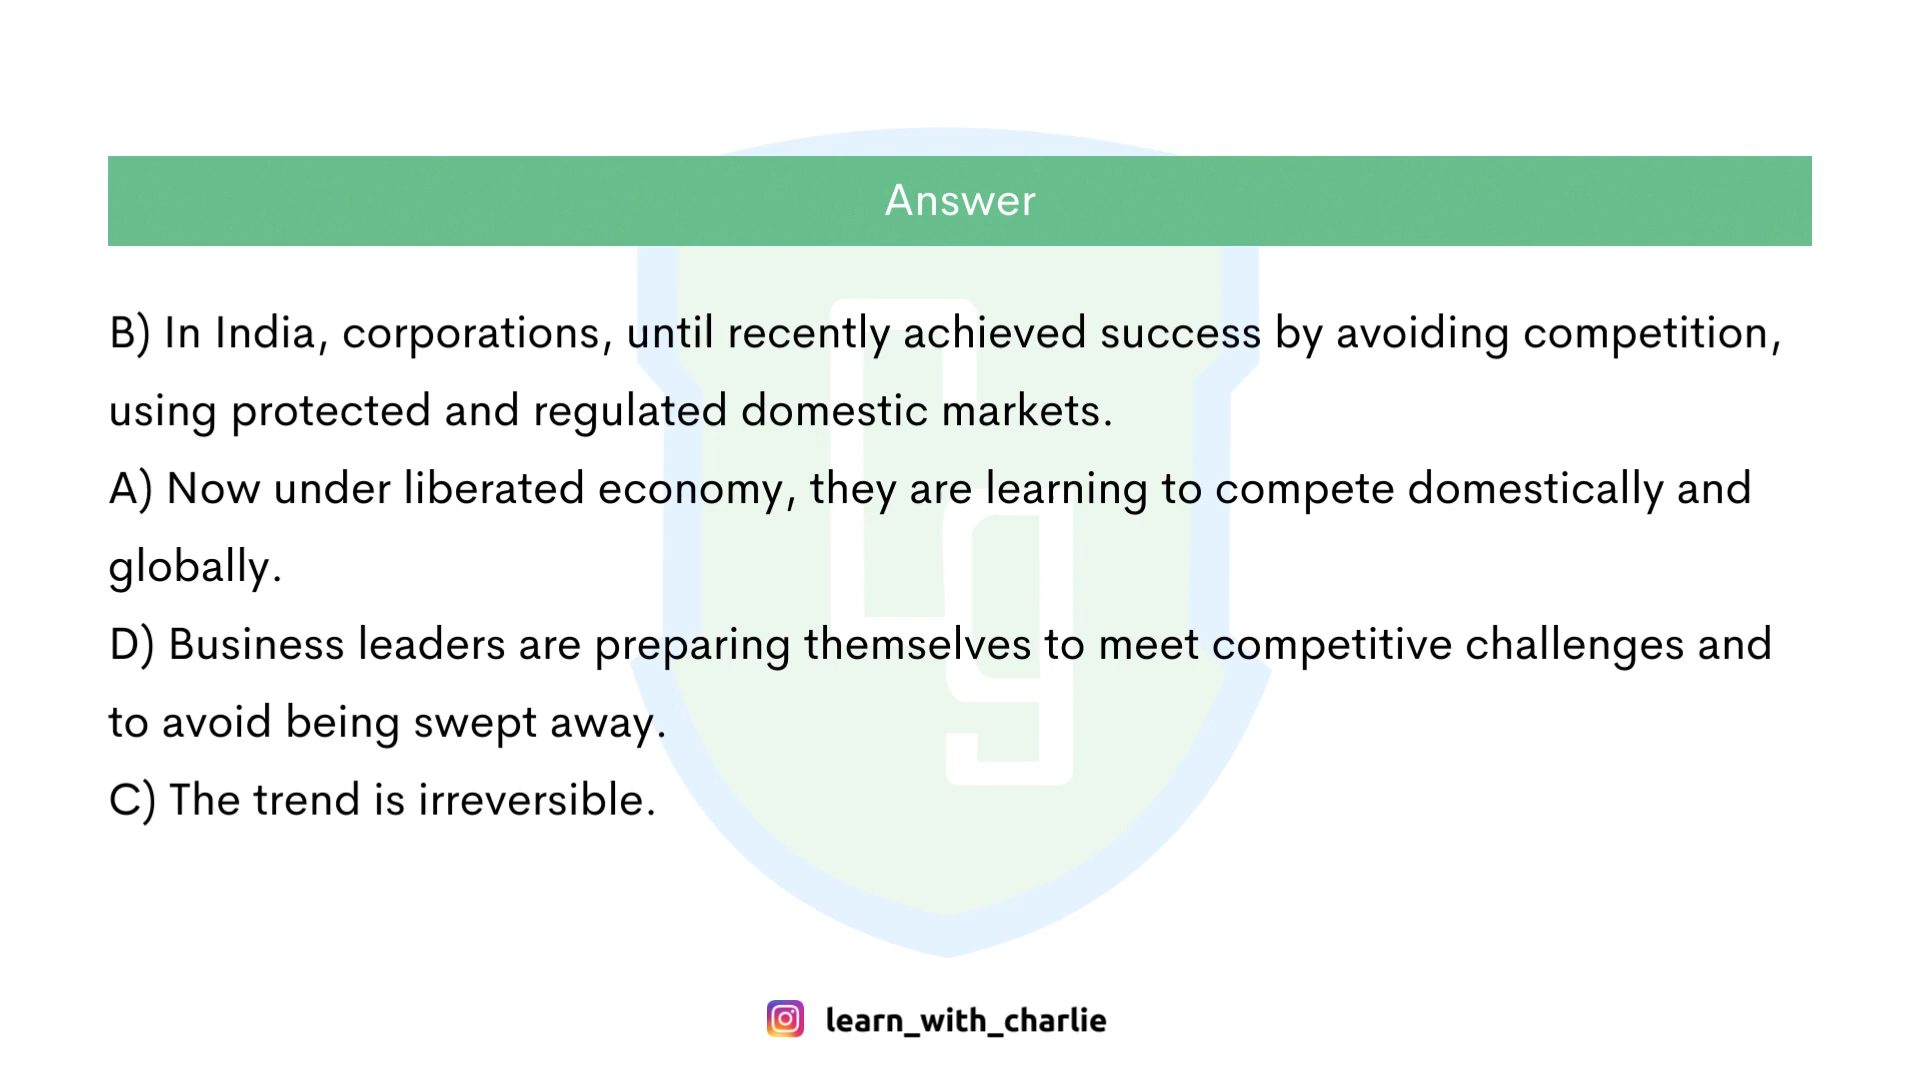 Answer
B) In India, corporations, until recently achieved success by avoiding competition,
using protected and regulated domestic markets.
A) Now under liberated economy, they are learning to compete domestically and
globally.
D) Business leaders are preparing themselves to meet competitive challenges and
to avoid being swept away.
C) The trend is irreversible.
learn_with_charlie